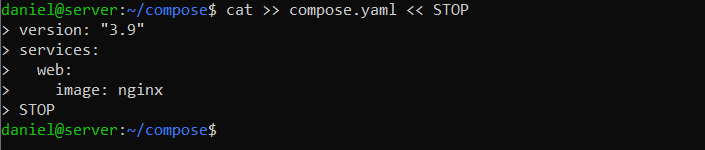 daniel@server:~/compose$ cat >> compose.yaml << STOP
> version: "3.9"
> services:
>   web:
>     image: nginx
> STOP
daniel@server:~/compose$